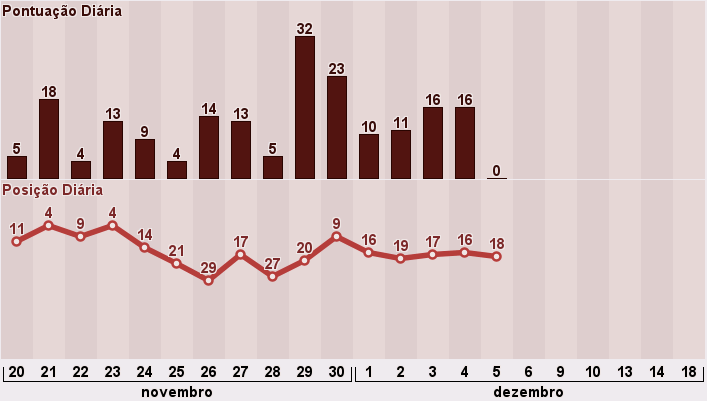 Pontuação Diária
5 18 4 13 9 4 14 13 5 32 23 10 11 16 16 0
Posição Diária
11 4 9 4 14 21 29 17 27 20 9 16 19 17 16 18
20 21 22 23 24 25 26 27 28 29 30 1 2 3 4 5 6 9 10 13 14 18
novembro dezembro